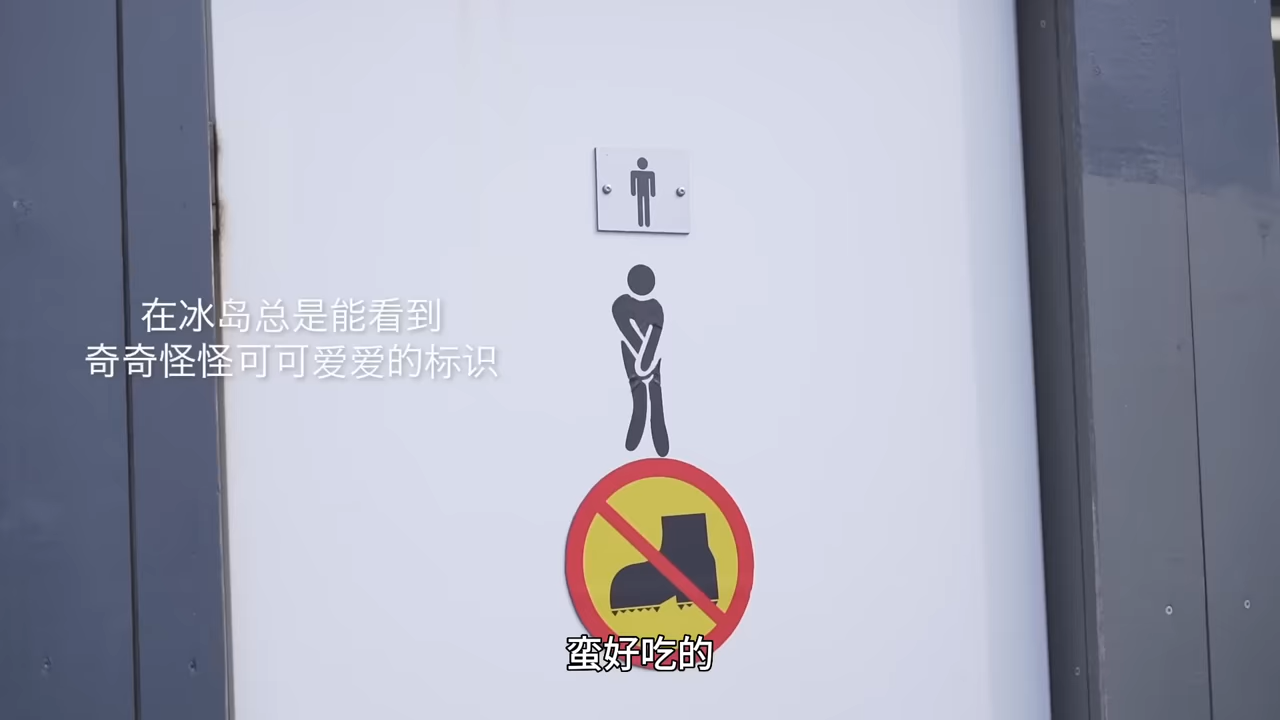 在冰岛总是能看到
奇奇怪怪可可爱爱的标识
蛮好吃的